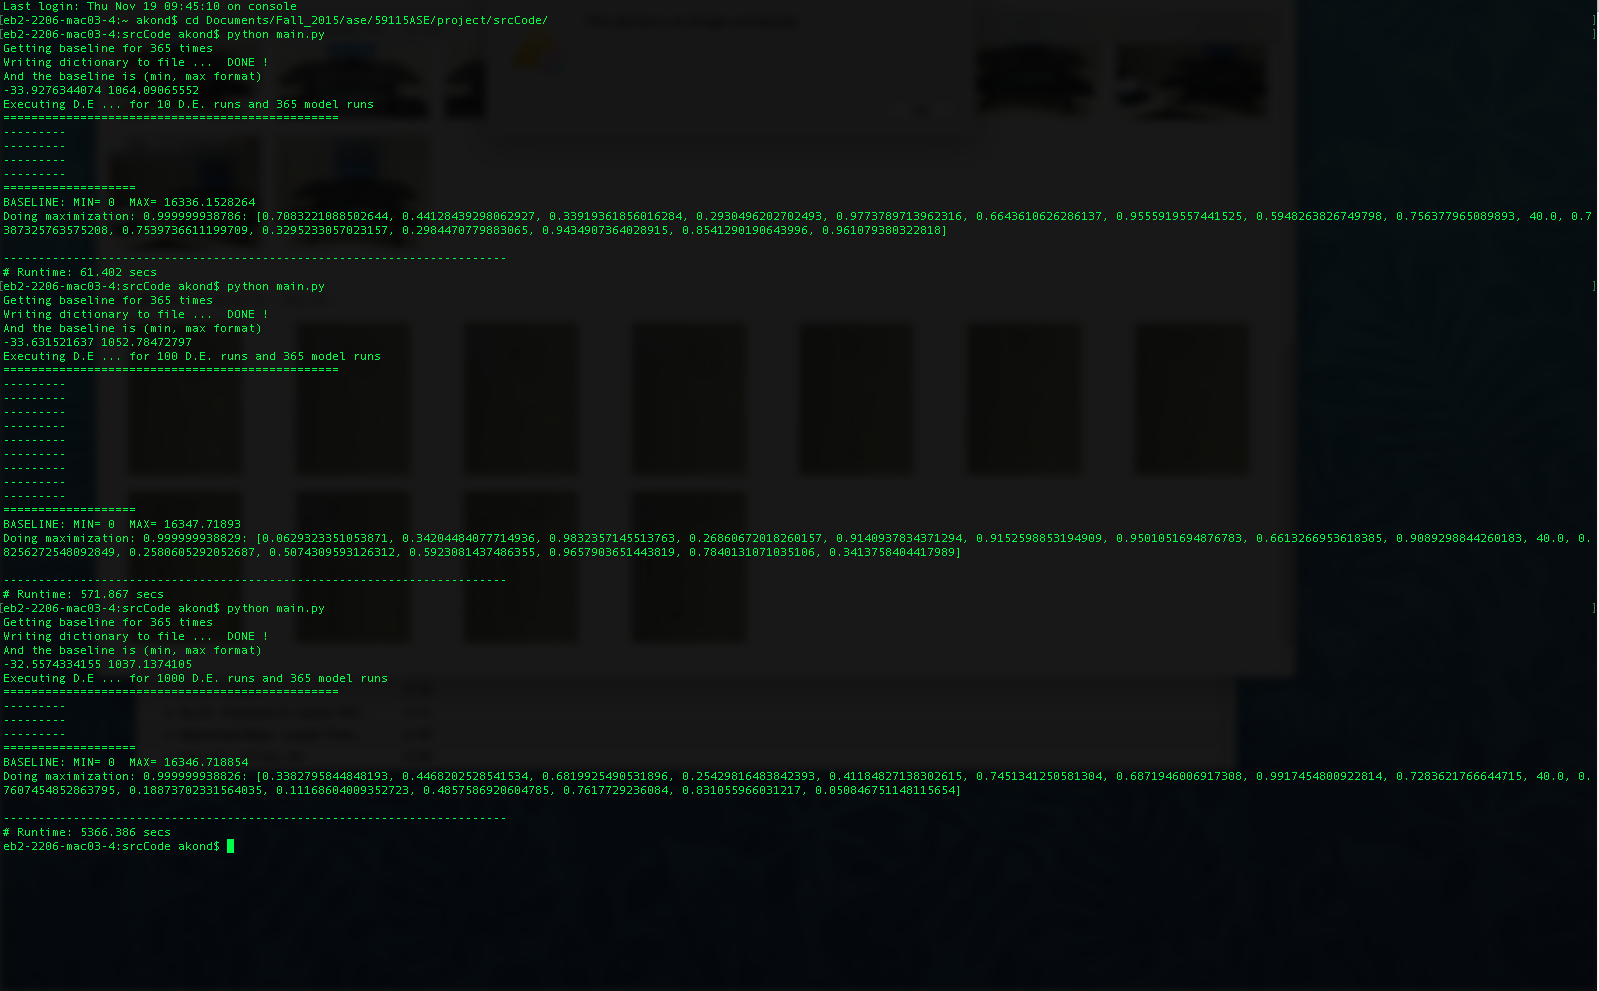 Last login: Thu Nov 19 09:45:10 on console
[eb2-2206-mac03-4:~ akond$ cd Documents/Fall_2015/ase/59115ASE/project/srcCode/ ]
[eb2-2206-mac03-4:srcCode akond$ python main.py ]
Getting baseline for 365 times
Writing dictionary to file ...  DONE !
And the baseline is (min, max format)
-33.9276344074 1064.09065552
Executing D.E ... for 10 D.E. runs and 365 model runs
================================================
---------
---------
---------
---------
===================
BASELINE: MIN= 0  MAX= 16336.1528264
Doing maximization: 0.999999938786: [0.7083221088502644, 0.44128439298062927, 0.33919361856016284, 0.2930496202702493, 0.9773789713962316, 0.6643610626286137, 0.9555919557441525, 0.5948263826749798, 0.756377965089893, 40.0, 0.7
387325763575208, 0.7539736611199709, 0.3295233057023157, 0.2984470779883065, 0.9434907364028915, 0.8541290190643996, 0.961079380322818]
------------------------------------------------------------------------
# Runtime: 61.402 secs
[eb2-2206-mac03-4:srcCode akond$ python main.py ]
Getting baseline for 365 times
Writing dictionary to file ...  DONE !
And the baseline is (min, max format)
-33.631521637 1052.78472797
Executing D.E ... for 100 D.E. runs and 365 model runs
================================================
---------
---------
---------
---------
---------
---------
---------
---------
---------
===================
BASELINE: MIN= 0  MAX= 16347.71893
Doing maximization: 0.999999938829: [0.0629323351053871, 0.34204484077714936, 0.9832357145513763, 0.26860672018260157, 0.9140937834371294, 0.9152598853194909, 0.9501051694876783, 0.6613266953618385, 0.9089298844260183, 40.0, 0.
8256272548092849, 0.2580605292052687, 0.5074309593126312, 0.5923081437486355, 0.9657903651443819, 0.7840131071035106, 0.3413758404417989]
------------------------------------------------------------------------
# Runtime: 571.867 secs
[eb2-2206-mac03-4:srcCode akond$ python main.py ]
Getting baseline for 365 times
Writing dictionary to file ...  DONE !
And the baseline is (min, max format)
-32.5574334155 1037.1374105
Executing D.E ... for 1000 D.E. runs and 365 model runs
================================================
---------
---------
---------
===================
BASELINE: MIN= 0  MAX= 16346.718854
Doing maximization: 0.999999938826: [0.3382795844848193, 0.4468202528541534, 0.6819925490531896, 0.25429816483842393, 0.41184827138302615, 0.7451341250581304, 0.6871946006917308, 0.9917454800922814, 0.7283621766644715, 40.0, 0.
7607454852863795, 0.18873702331564035, 0.11168604009352723, 0.4857586920604785, 0.7617729236084, 0.831055966031217, 0.050846751148115654]
------------------------------------------------------------------------
# Runtime: 5366.386 secs
eb2-2206-mac03-4:srcCode akond$